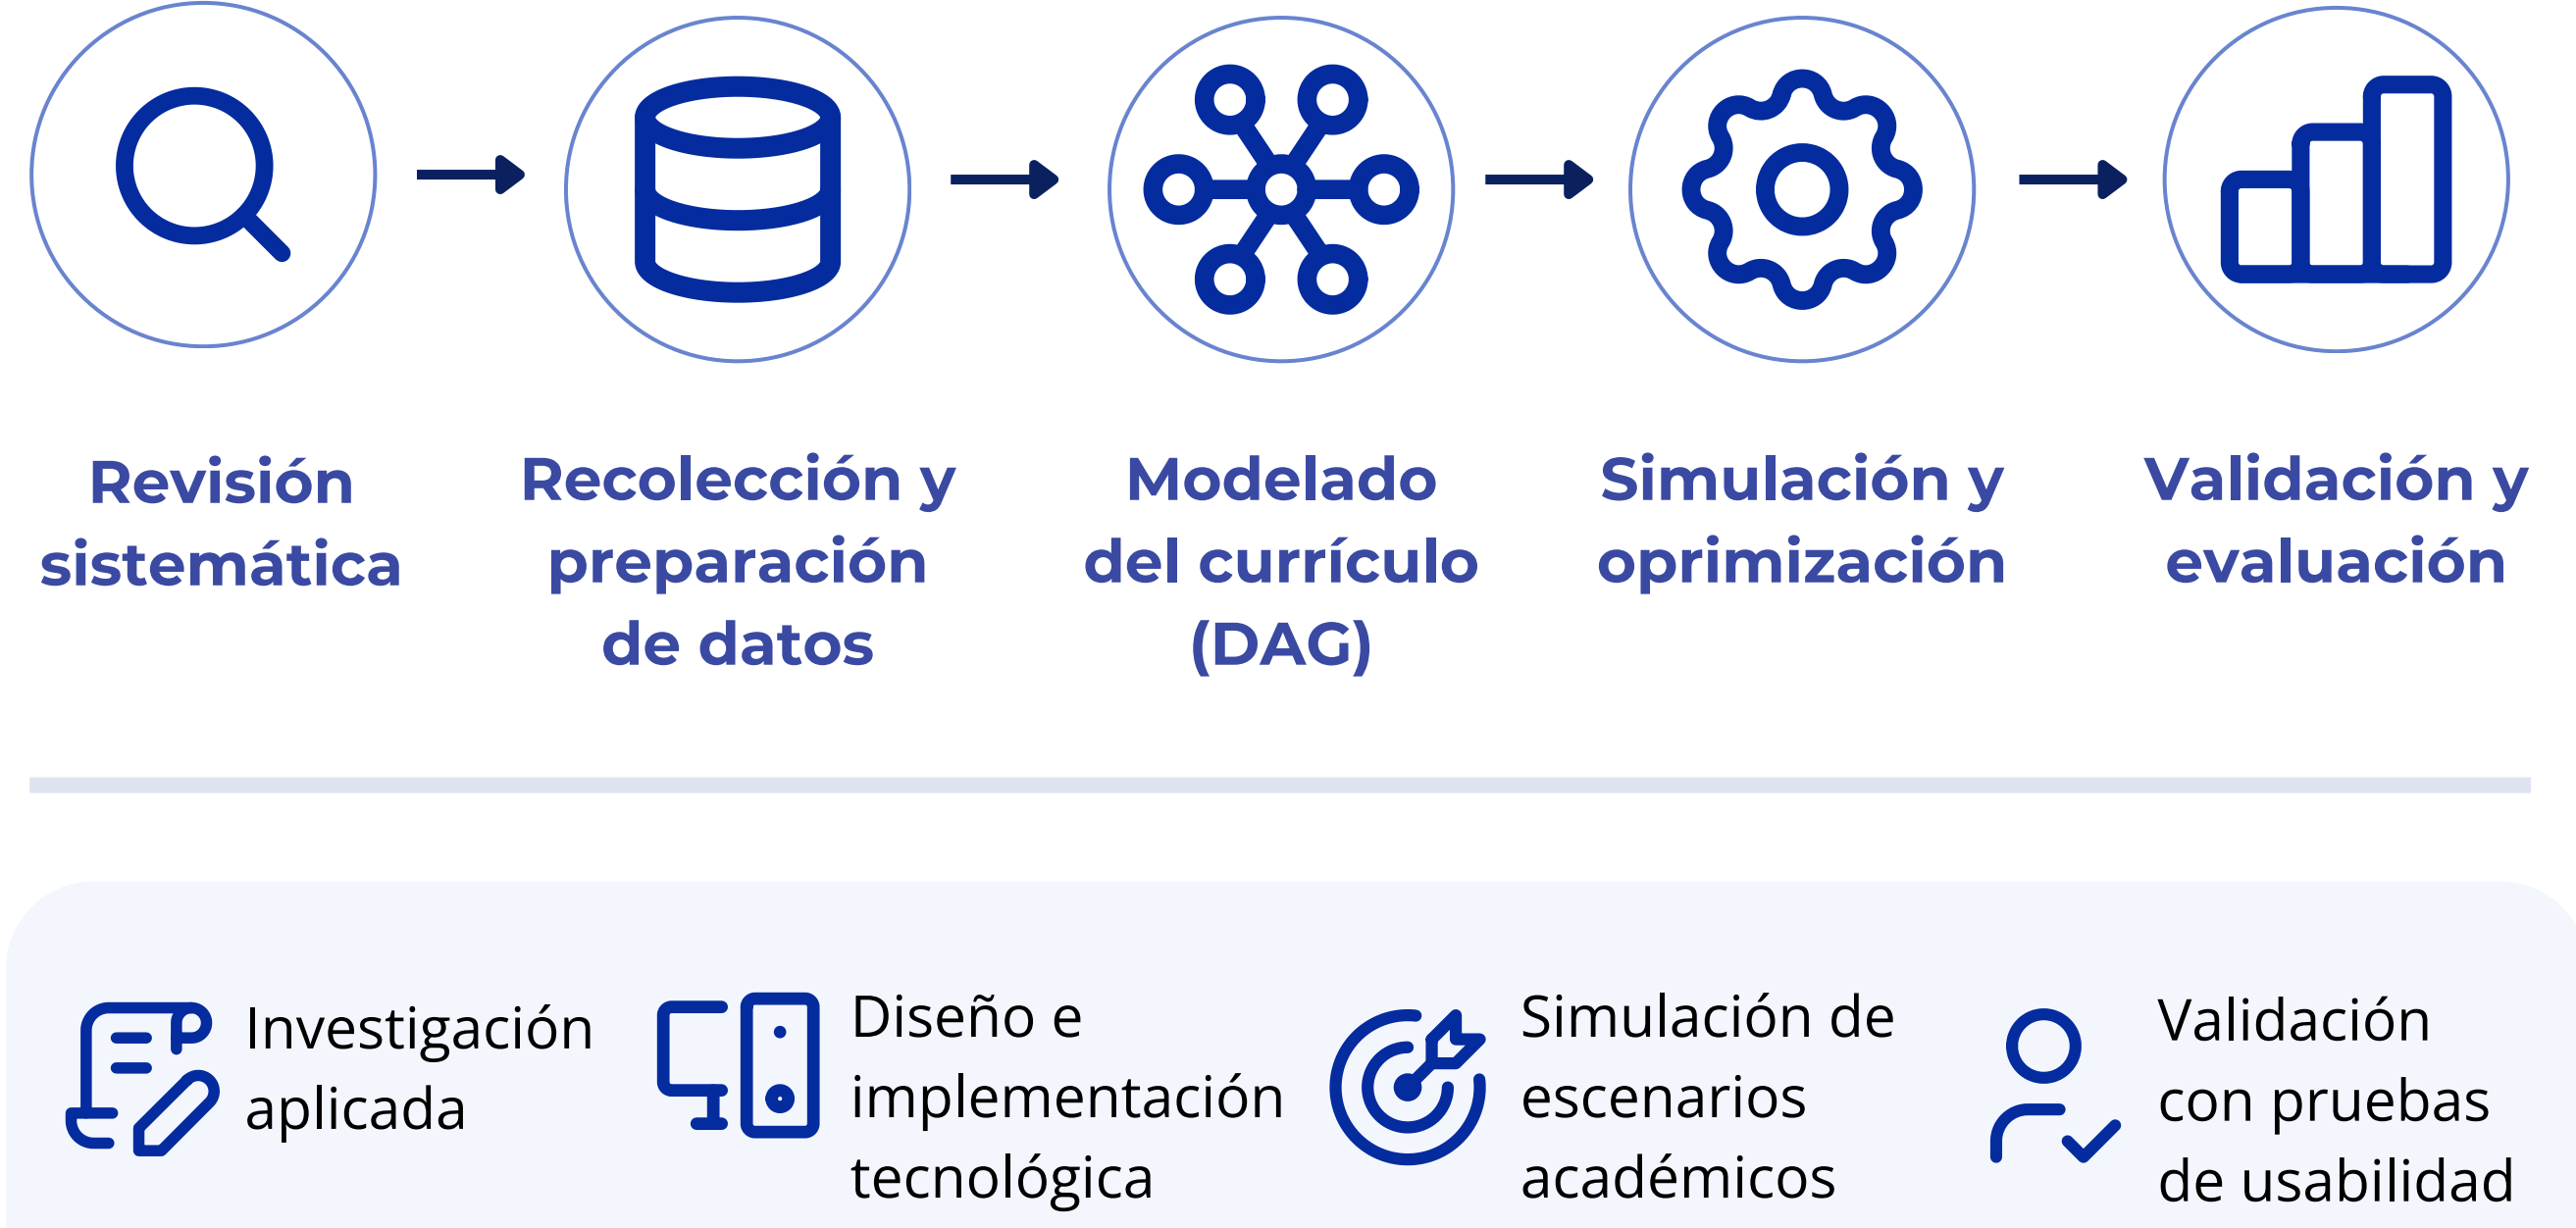 Revisión
sistemática
Recolección y
preparación
de datos
Modelado
del currículo
(DAG)
Simulación y
oprimización
Validación y
evaluación
Investigación
aplicada
Diseño e
implementación
tecnológica
Simulación de
escenarios
académicos
Validación
con pruebas
de usabilidad